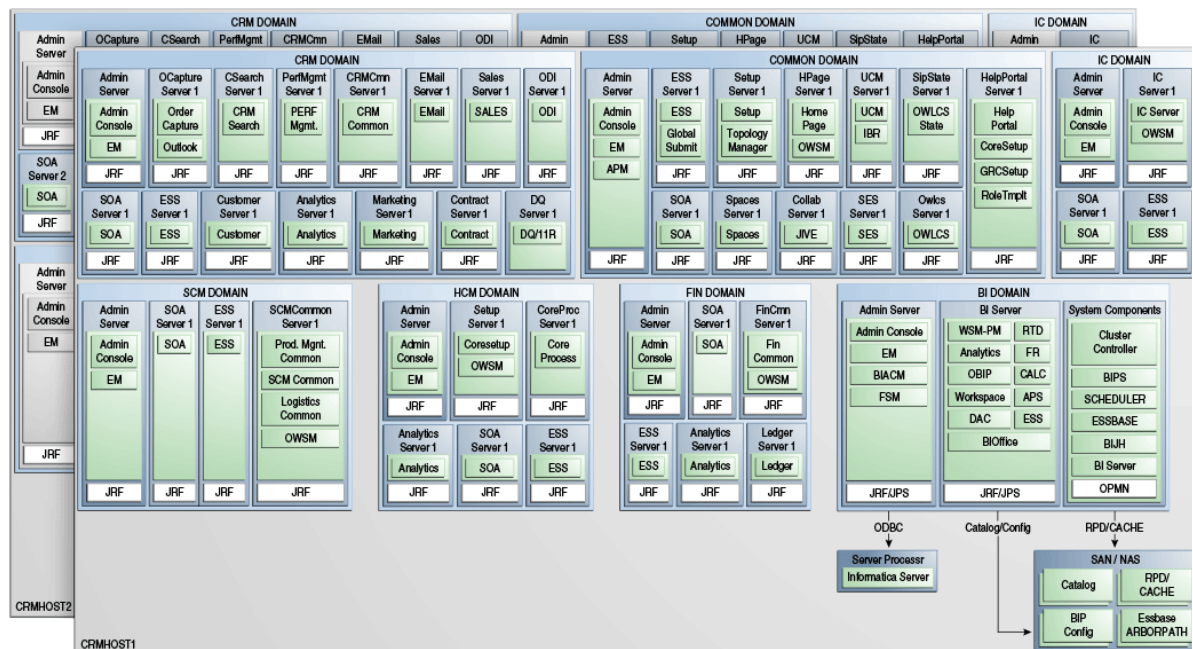 CRM DOMAIN
COMMON DOMAIN
IC DOMAIN
Admin
Server
OCapture
CSearch
PerfMgmt
CRMCmn
EMail
Sales
ODI
Admin
ESS
Setup
HPage
UCM
SipState
HelpPortal
Admin
IC
Admin
Console
EM
JRF
SOA
Server 2
SOA
JRF
Admin
Server
Admin
Console
EM
JRF
CRMHOST2
CRM DOMAIN
Admin
Server
Admin
Console
EM
JRF
OCapture
Server 1
Order
Capture
Outlook
JRF
CSearch
Server 1
CRM
Search
JRF
PerfMgmt
Server 1
PERF
Mgmt.
JRF
CRMCmn
Server 1
CRM
Common
JRF
EMail
Server 1
EMail
JRF
Sales
Server 1
SALES
JRF
ODI
Server 1
ODI
JRF
SOA
Server 1
SOA
JRF
ESS
Server 1
ESS
JRF
Customer
Server 1
Customer
JRF
Analytics
Server 1
Analytics
JRF
Marketing
Server 1
Marketing
JRF
Contract
Server 1
Contract
JRF
DQ
Server 1
DQ/11R
COMMON DOMAIN
Admin
Server
Admin
Console
EM
APM
JRF
ESS
Server 1
ESS
Global
Submit
JRF
Setup
Server 1
Setup
Topology
Manager
JRF
HPage
Server 1
Home
Page
OWSM
JRF
UCM
Server 1
UCM
IBR
JRF
SipState
Server 1
OWLCS
State
JRF
HelpPortal
Server 1
Help
Portal
CoreSetup
GRCSetup
RoleTmplt
JRF
SOA
Server 1
SOA
JRF
Spaces
Server 1
Spaces
JRF
Collab
Server 1
JIVE
JRF
SES
Server 1
SES
JRF
Owlcs
Server 1
OWLCS
JRF
IC DOMAIN
Admin
Server
Admin
Console
EM
JRF
IC
Server 1
IC Server
OWSM
JRF
SOA
Server 1
SOA
JRF
ESS
Server 1
ESS
JRF
SCM DOMAIN
Admin
Server
Admin
Console
EM
JRF
SOA
Server 1
SOA
JRF
ESS
Server 1
ESS
JRF
SCMCommon
Server 1
Prod. Mgnt.
Common
SCM Common
Logistics
Common
OWSM
JRF
HCM DOMAIN
Admin
Server
Admin
Console
EM
JRF
Setup
Server 1
Coresetup
OWSM
JRF
CoreProc
Server 1
Core
Process
JRF
Analytics
Server 1
Analytics
JRF
SOA
Server 1
SOA
JRF
ESS
Server 1
ESS
JRF
FIN DOMAIN
Admin
Server
Admin
Console
EM
JRF
SOA
Server 1
SOA
JRF
FinCmn
Server 1
Fin
Common
OWSM
JRF
ESS
Server 1
ESS
JRF
Analytics
Server 1
Analytics
JRF
Ledger
Server 1
Ledger
JRF
BI DOMAIN
Admin Server
Admin Console
EM
BIACM
FSM
JRF/JPS
BI Server
WSM-PM
RTD
Analytics
FR
OBIP
CALC
Workspace
APS
DAC
ESS
BIOffice
JRF/JPS
System Components
Cluster
Controller
BIPS
SCHEDULER
ESSBASE
BIJH
BI Server
OPMN
ODBC
Catalog/Config
RPD/CACHE
Server Processr
Informatica Server
SAN / NAS
Catalog
RPD/
CACHE
BIP
Config
Essbase
ARBORPATH
CRMHOST1